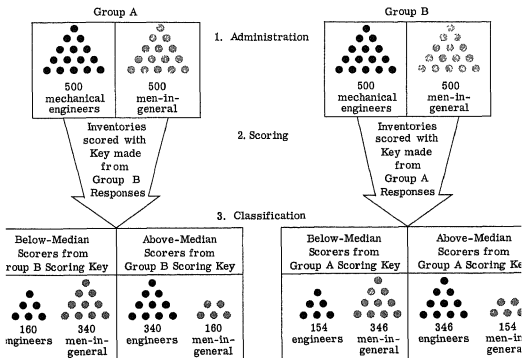 Group A
500
mechanical
engineers
500
men-in-
general
1. Administration
Group B
500
mechanical
engineers
500
men-in-
general
Inventories
scored with
Key made
from
Group B
Responses
2. Scoring
Inventories
scored with
Key made
from
Group A
Responses
3. Classification
Below-Median
Scorers from
roup B Scoring Key
160
ngineers
340
men-in-
general
Above-Median
Scorers from
Group B Scoring Key
340
engineers
160
men-in-
general
Below-Median
Scorers from
Group A Scoring Key
154
engineers
346
men-in-
general
Above-Median
Scorers from
Group A Scoring Ke
346
engineers
154
men-in
genera